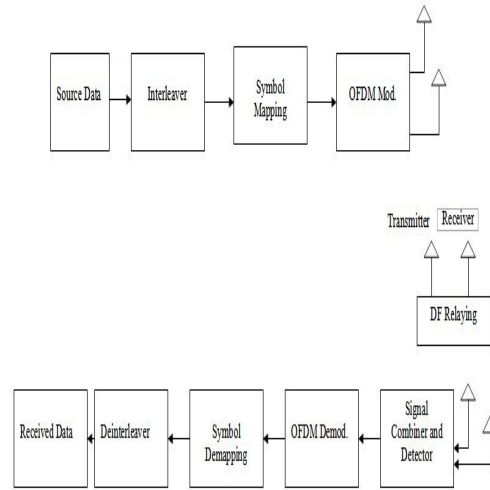 Source Data
Interleaver
Symbol
Mapping
OFDM Mod.
Transmitter
Receiver
DF Relaying
Received Data
Deinterleaver
Symbol
Demapping
OFDM Demod.
Signal
Combiner and
Detector